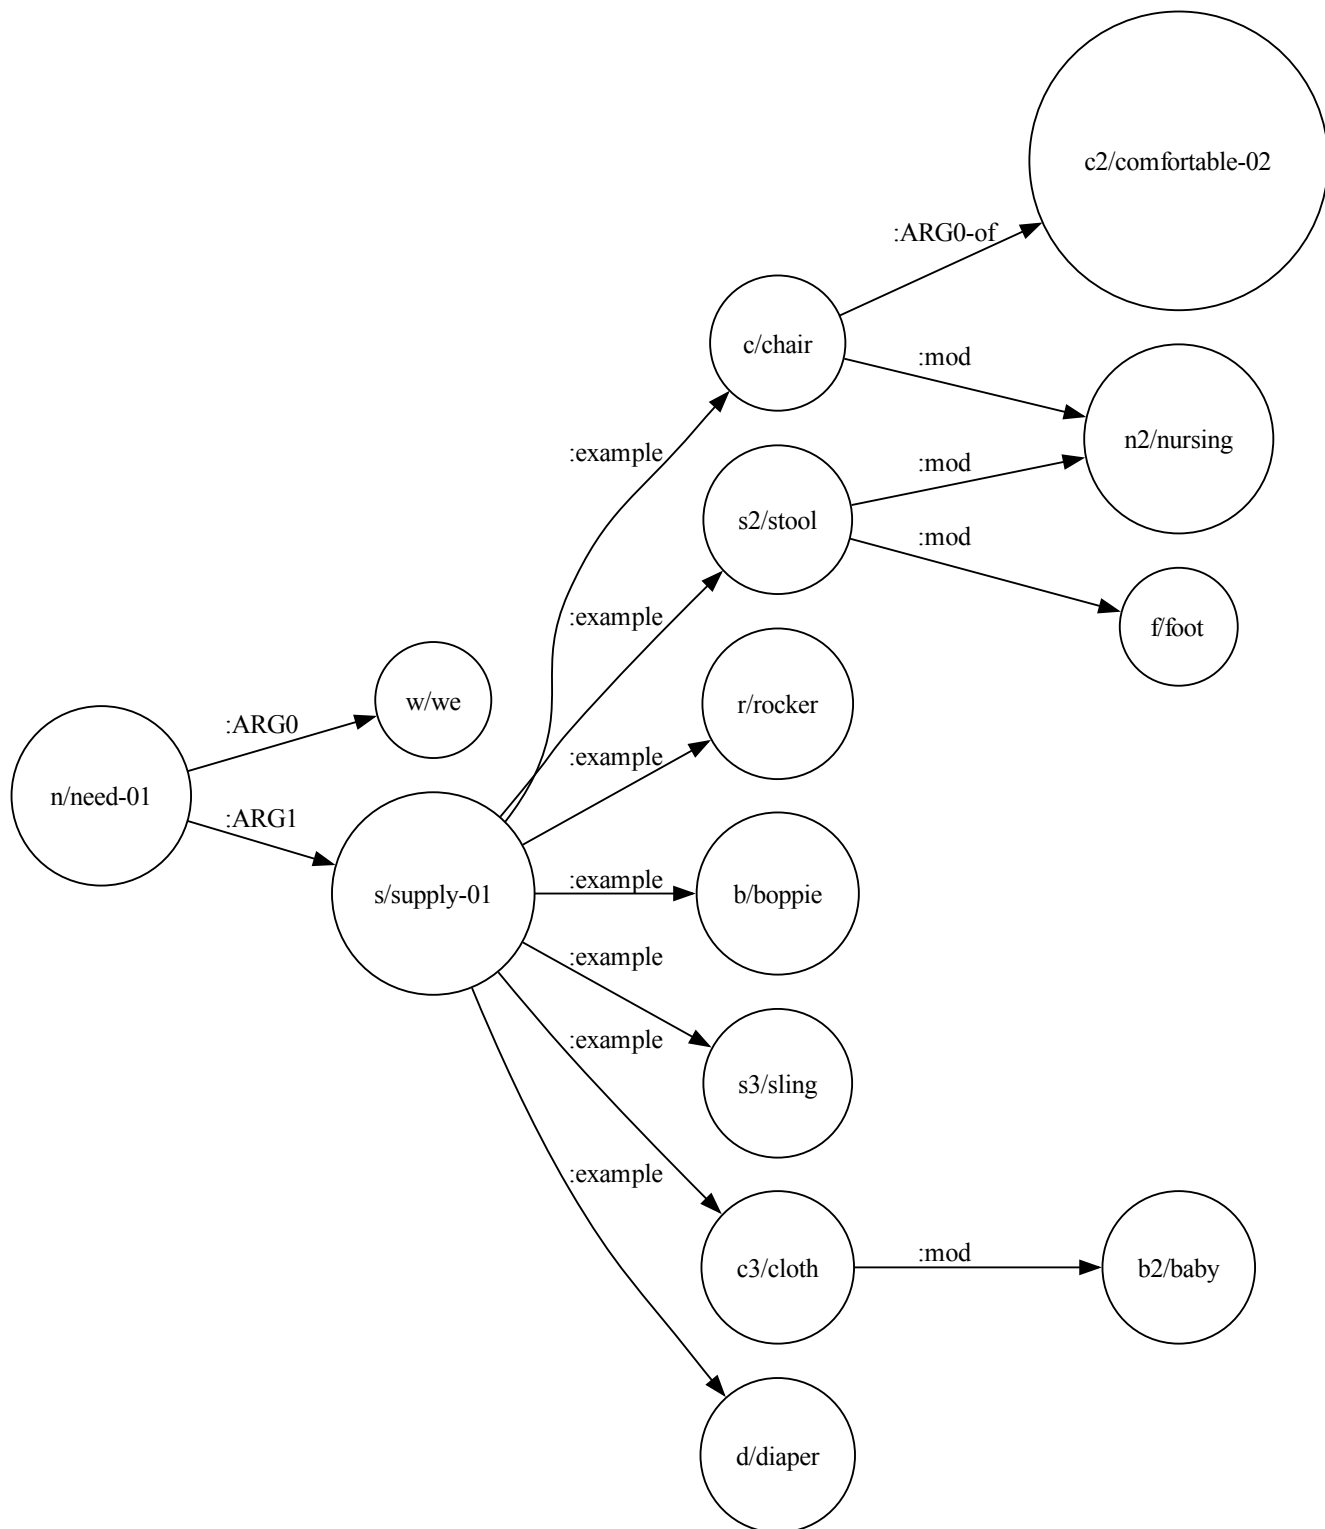 c2/comfortable-02
:ARG0-of
c/chair
:mod
n2/nursing
:example
:mod
s2/stool
:mod
:example
f/foot
w/we
r/rocker
:ARG0
:example
n/need-01
:ARG1
:example
s/supply-01
b/boppie
:example
:example
s3/sling
:example
:mod
c3/cloth
b2/baby
d/diaper